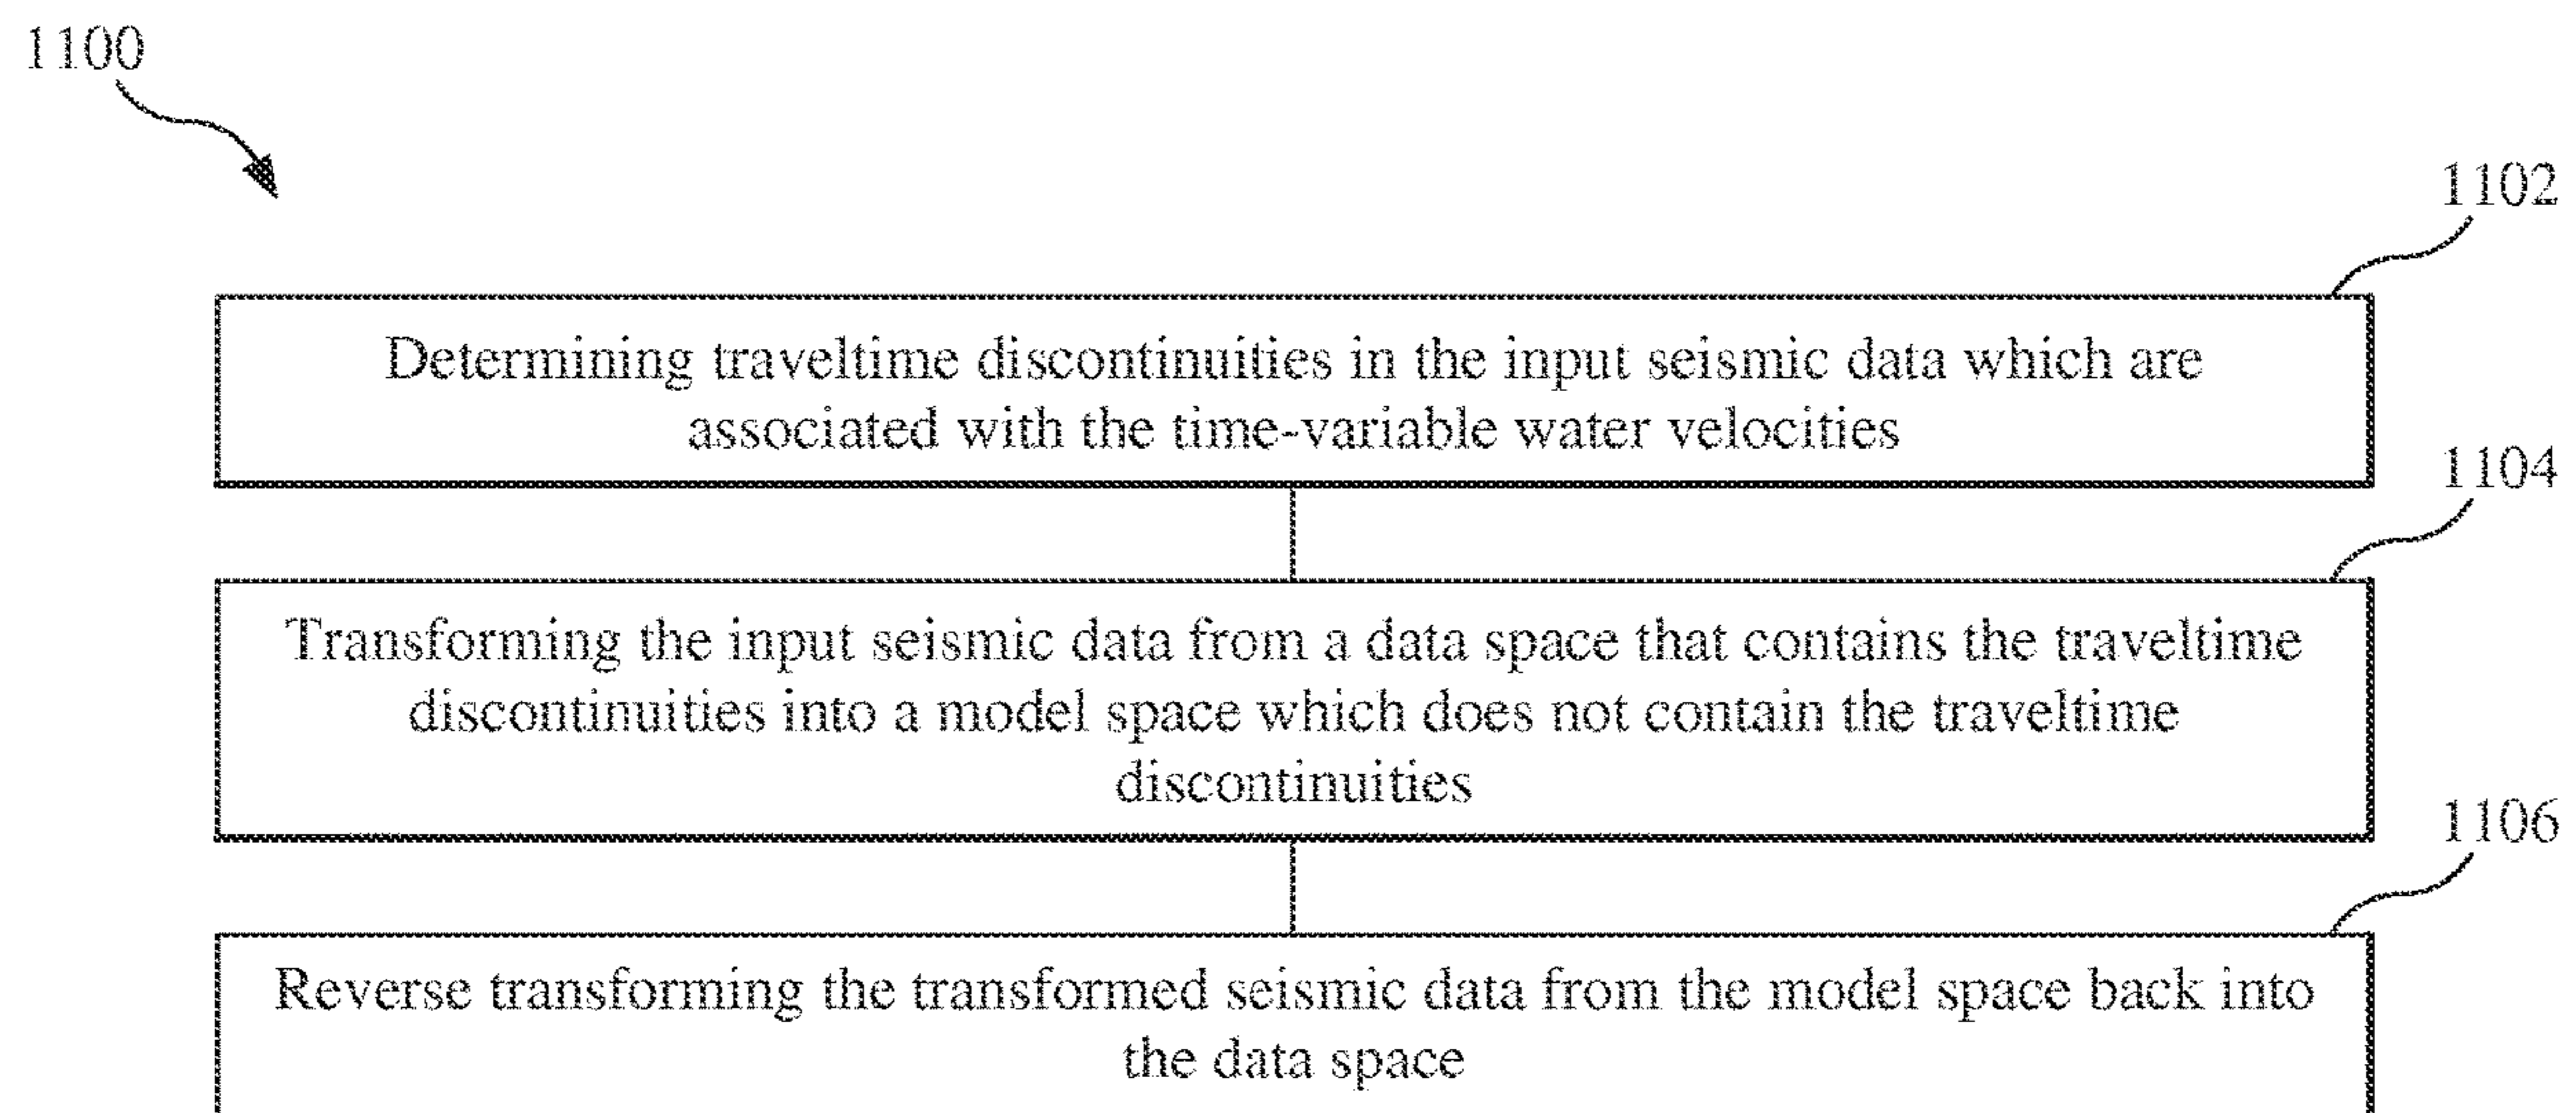 1100
1102
Determining traveltime discontinuities in the input seismic data which are
associated with the time-variable water velocities
1104
Transforming the input seismic data from a data space that contains the traveltime
discontinuities into a model space which does not contain the traveltime
discontinuities
1106
Reverse transforming the transformed seismic data from the model space back into
the data space